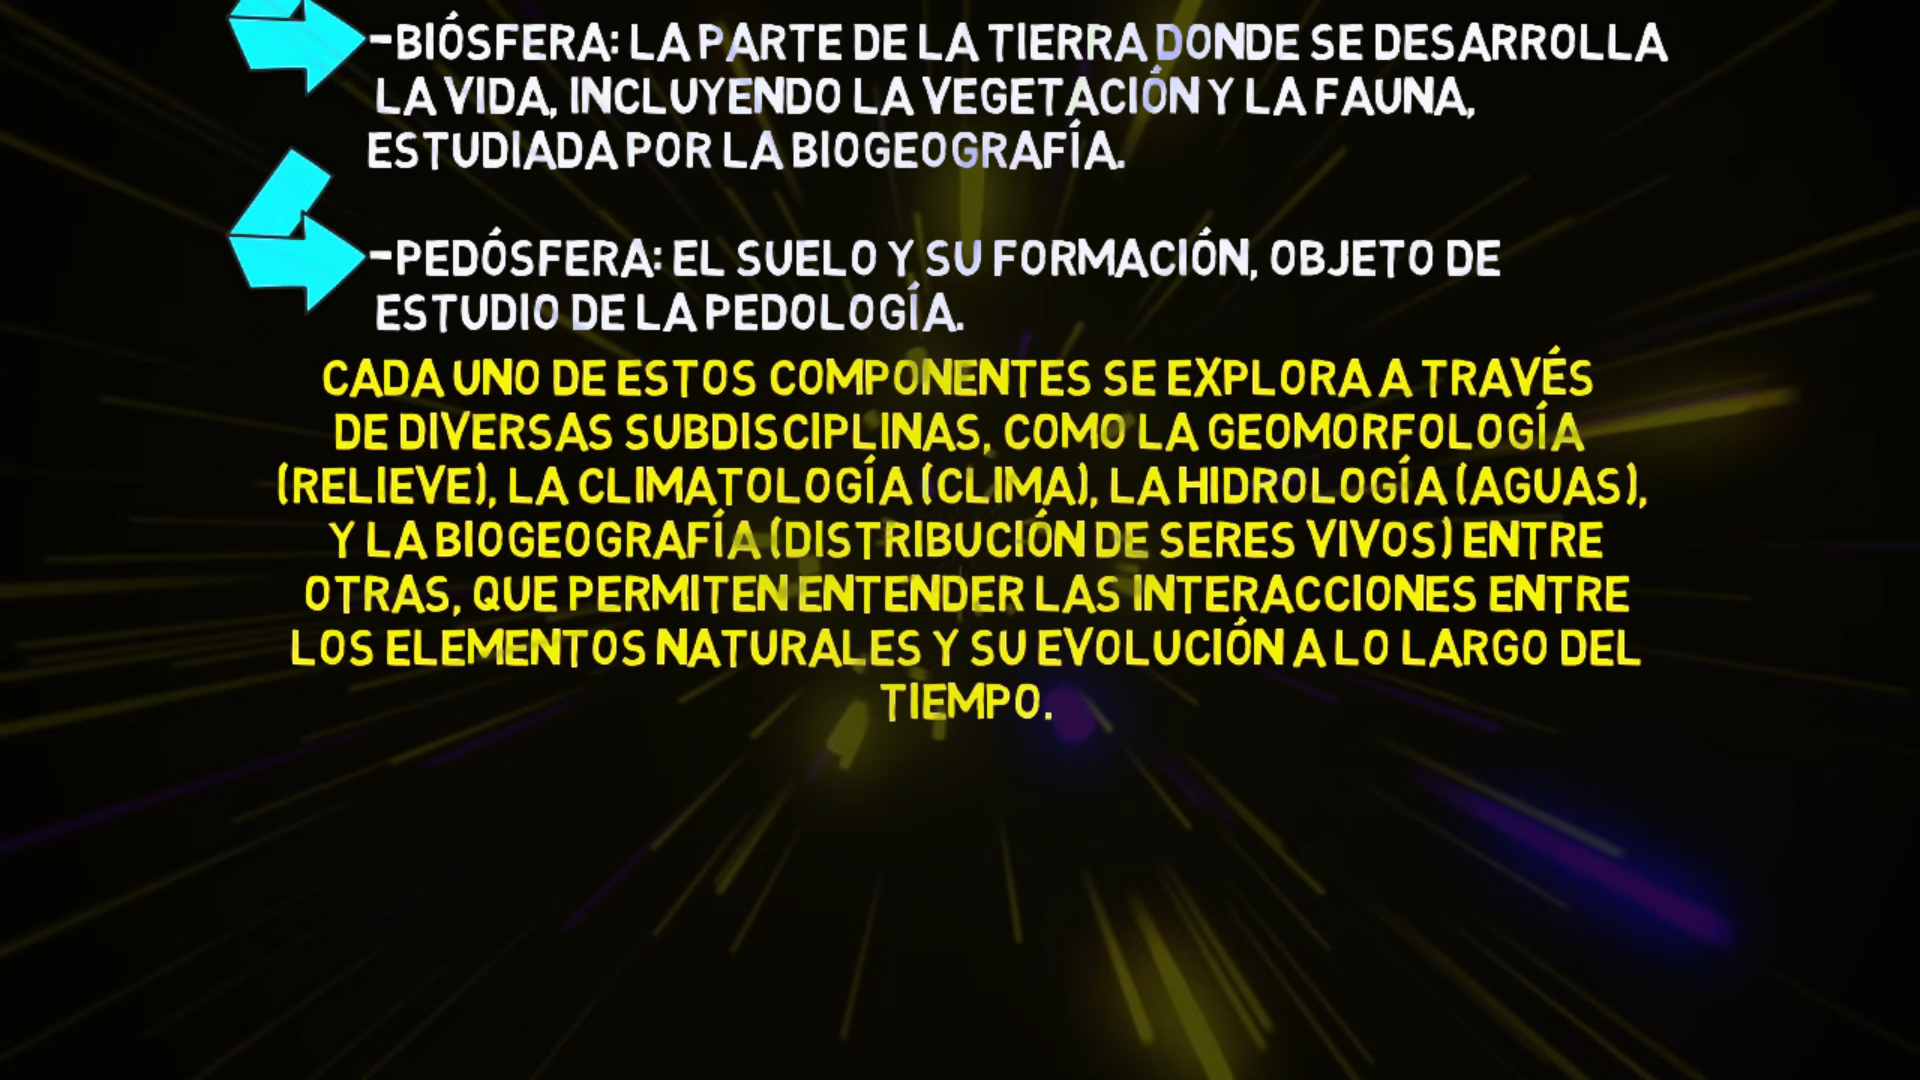 -BIÓSFERA: LA PARTE DE LA TIERRA DONDE SE DESARROLLA
LA VIDA, INCLUYENDO LA VEGETACIÓN Y LA FAUNA,
ESTUDIADA POR LA BIOGEOGRAFÍA.
-PEDÓSFERA: EL SUELO Y SU FORMACIÓN, OBJETO DE
ESTUDIO DE LA PEDOLOGÍA.
CADA UNO DE ESTOS COMPONENTES SE EXPLORA A TRAVÉS
DE DIVERSAS SUBDISCIPLINAS, COMO LA GEOMORFOLOGÍA
(RELIEVE), LA CLIMATOLOGÍA (CLIMA), LA HIDROLOGÍA (AGUAS),
Y LA BIOGEOGRAFÍA (DISTRIBUCIÓN DE SERES VIVOS) ENTRE
OTRAS, QUE PERMITEN ENTENDER LAS INTERACCIONES ENTRE
LOS ELEMENTOS NATURALES Y SU EVOLUCIÓN A LO LARGO DEL
TIEMPO.